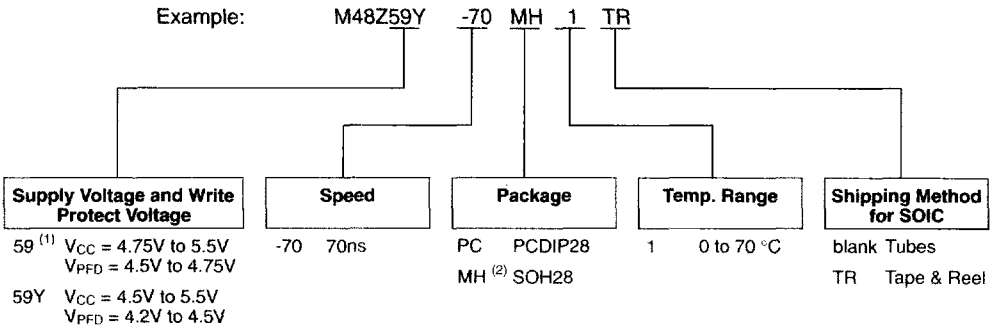 Example: M48Z59Y -70 MH 1 TR
Supply Voltage and Write
Protect Voltage
59 (1) VCC = 4.75V to 5.5V
VPFD = 4.5V to 4.75V
59Y VCC = 4.5V to 5.5V
VPFD = 4.2V to 4.5V
Speed
-70 70ns
Package
PC PCDIP28
MH (2) SOH28
Temp. Range
1 0 to 70 °C
Shipping Method
for SOIC
blank Tubes
TR Tape & Reel